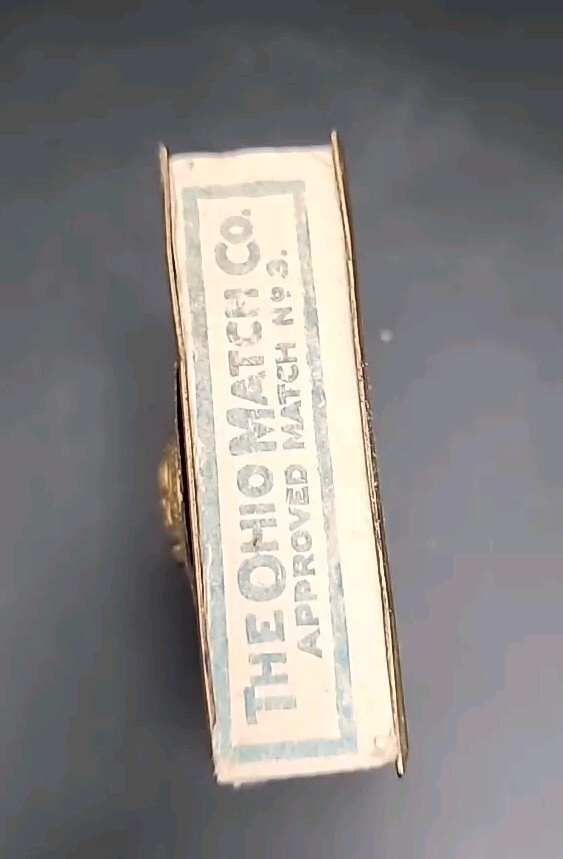 THE OHIO MATCH CO.
APPROVED MATCH Nº 3.